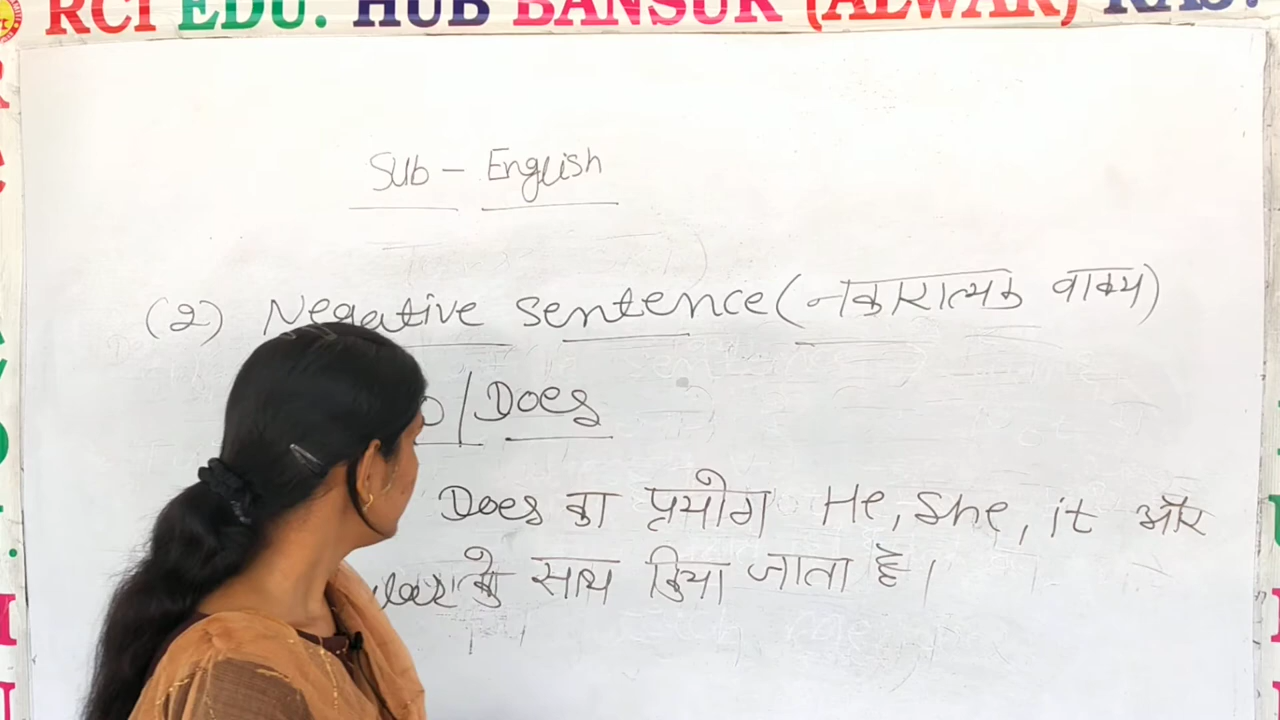 RCI EDU. HUB BANSUR (ALWAR) RAJ.
Sub - English
(2) Negative sentence (नकारात्मक वाक्य)
/Does
Does का प्रयोग He, She, it और
के साथ किया जाता है।